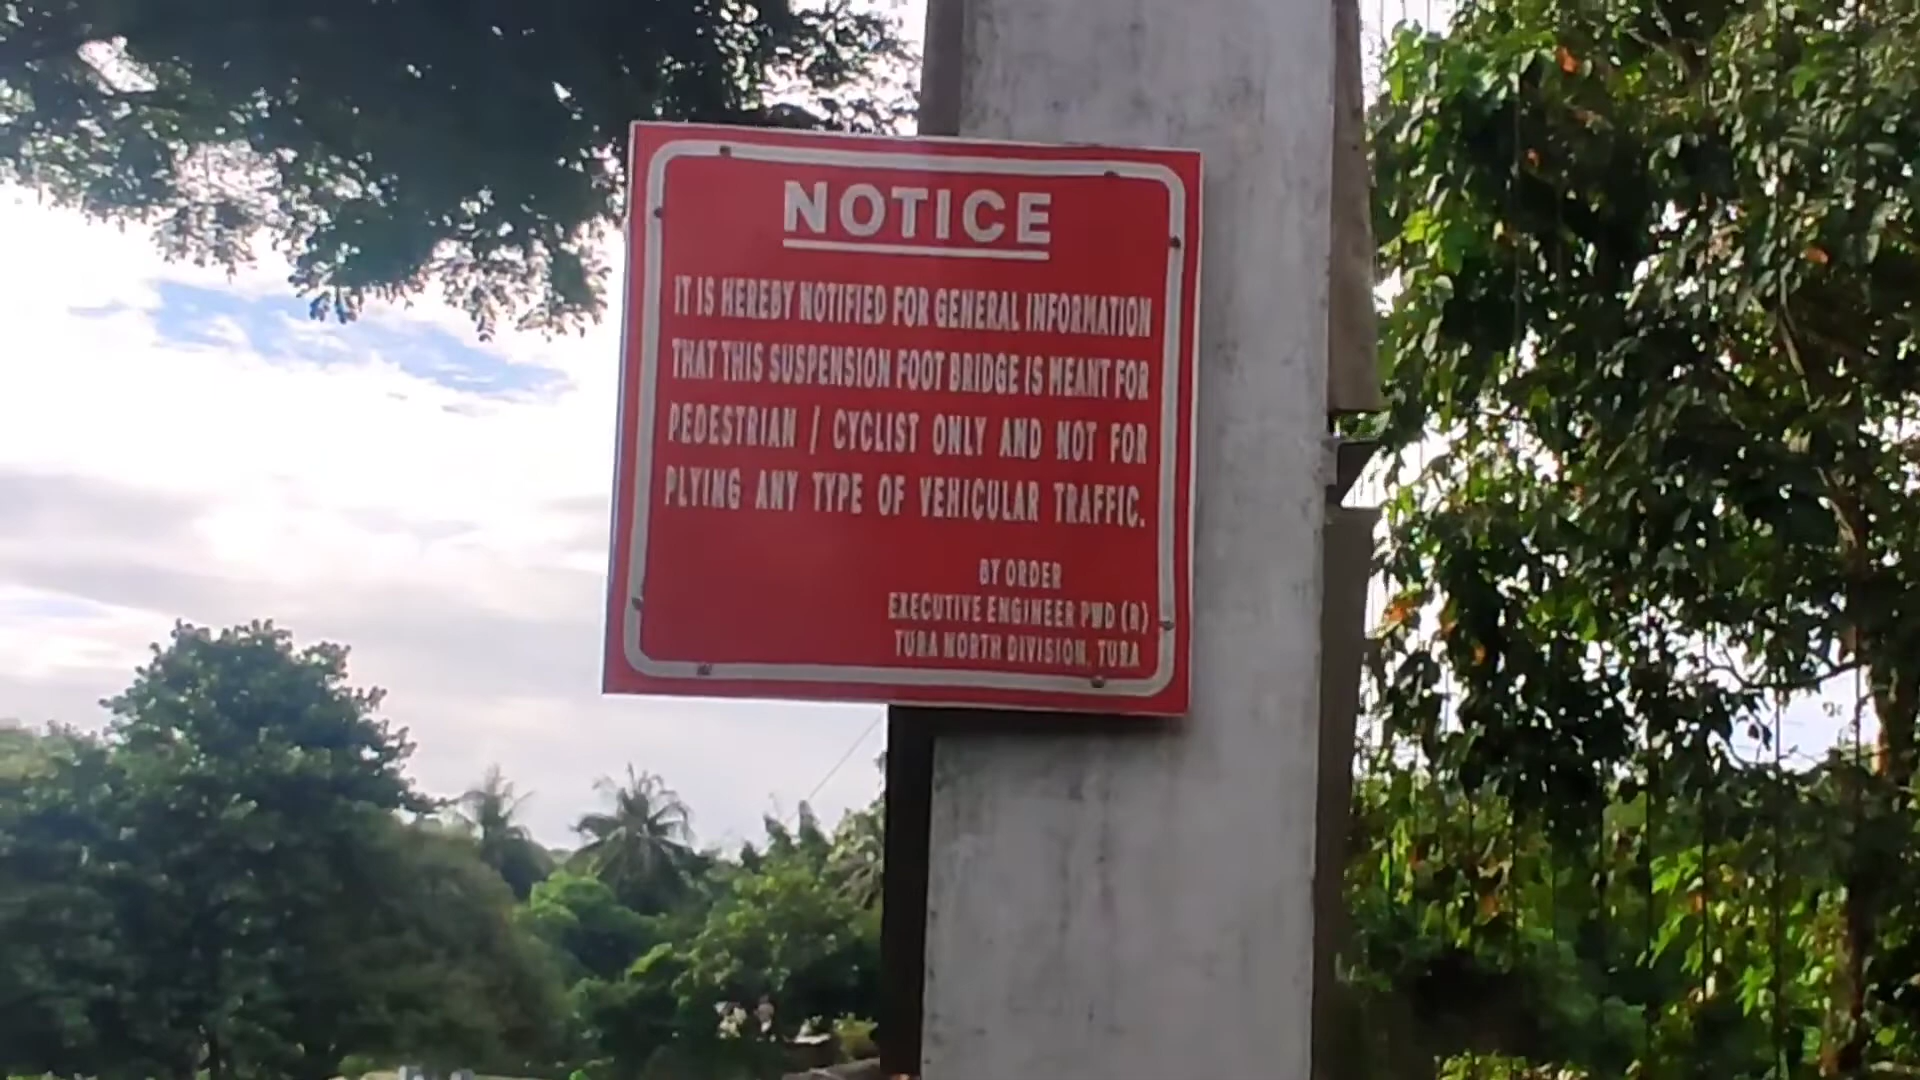 NOTICE
IT IS HEREBY NOTIFIED FOR GENERAL INFORMATION
THAT THIS SUSPENSION FOOT BRIDGE IS MEANT FOR
PEDESTRIAN / CYCLIST ONLY AND NOT FOR
PLYING ANY TYPE OF VEHICULAR TRAFFIC.
BY ORDER
EXECUTIVE ENGINEER PWD (R)
TURA NORTH DIVISION, TURA